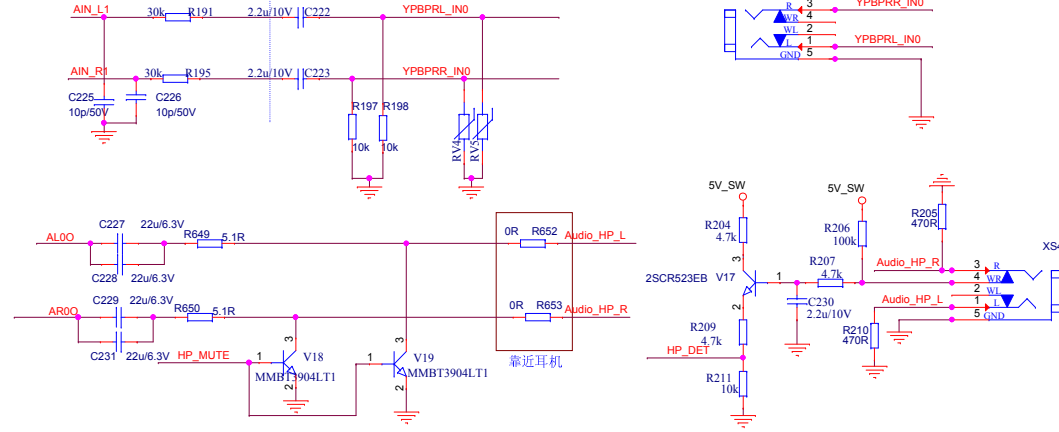 AIN_L1
30k
R191
2.2u/10V
C222
YPBPRL_IN0
AIN_R1
30k
R195
2.2u/10V
C223
YPBPRR_IN0
C225
10p/50V
C226
10p/50V
R197
R198
10k
10k
RV4
RV5
R
3
YPBPRR_IN0
WR
4
WL
2
L
1
YPBPRL_IN0
GND
5
AL0O
C227
22u/6.3V
C228
22u/6.3V
R649
5.1R
0R
R652
Audio_HP_L
AR0O
C229
22u/6.3V
C231
22u/6.3V
R650
5.1R
0R
R653
Audio_HP_R
HP_MUTE
1
3
2
V18
MMBT3904LT1
1
3
2
V19
MMBT3904LT1
靠近耳机
5V_SW
R204
4.7k
3
2SCR523EB
V17
1
2
R209
4.7k
HP_DET
R211
10k
5V_SW
R206
100k
R207
4.7k
C230
2.2u/10V
R205
470R
Audio_HP_R
Audio_HP_L
R210
470R
XS4
3
R
4
WR
2
WL
1
L
5
GND